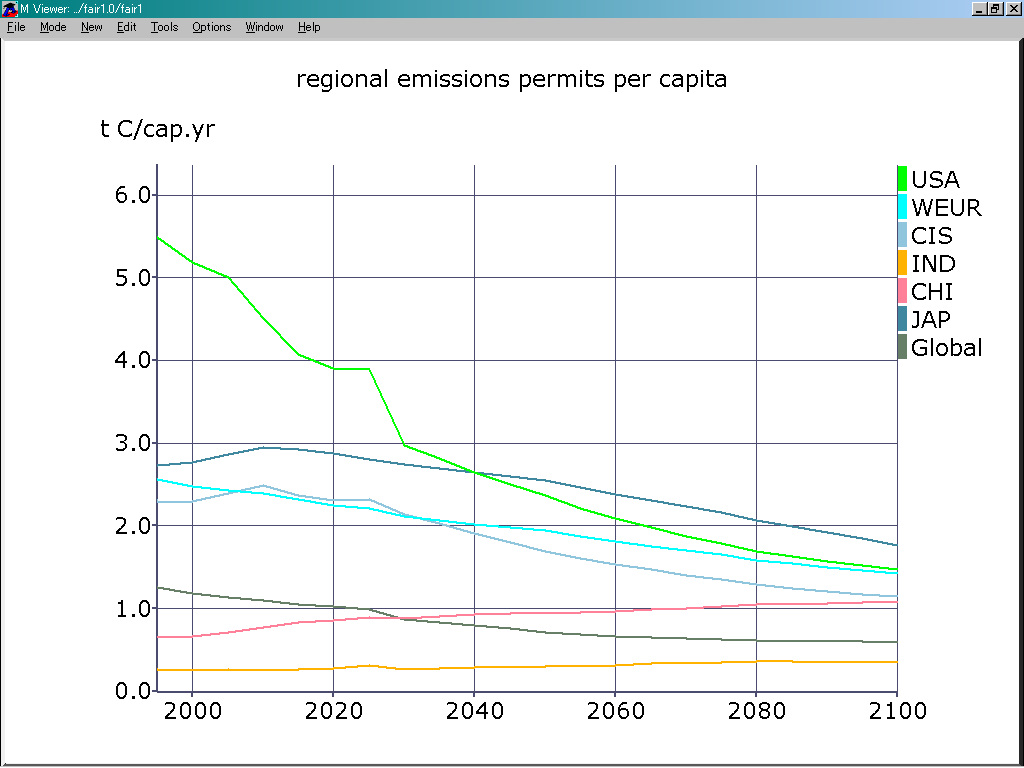 M Viewer: ../fair1.0/fair1
File Mode New Edit Tools Options Window Help
regional emissions permits per capita
t C/cap.yr
6.0
5.0
4.0
3.0
2.0
1.0
0.0
2000 2020 2040 2060 2080 2100
USA
WEUR
CIS
IND
CHI
JAP
Global